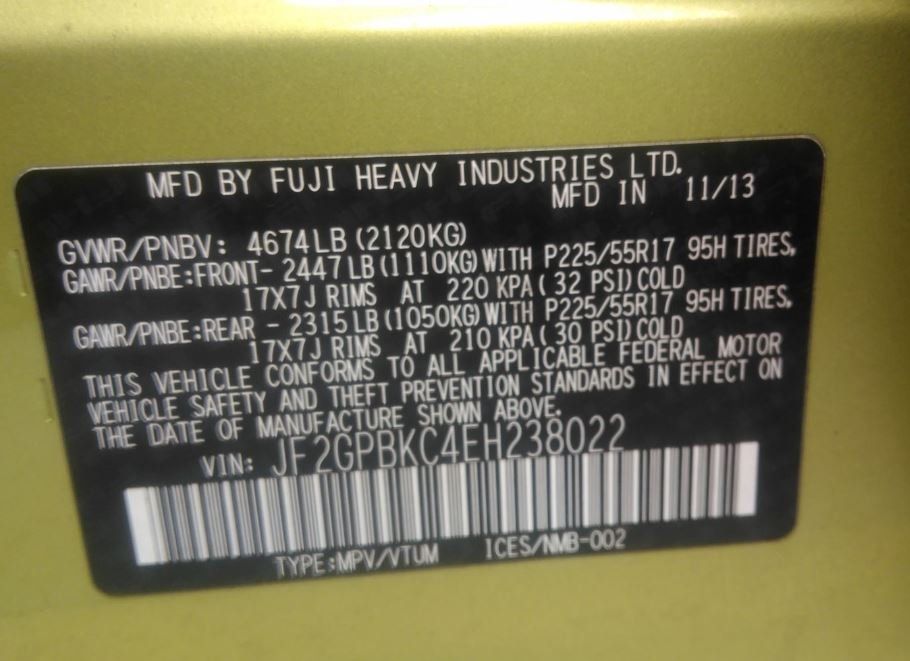 MFD BY FUJI HEAVY INDUSTRIES LTD.
MFD IN 11/13
GVWR/PNBV: 4674LB (2120KG)
GAWR/PNBE:FRONT- 2447LB (1110KG) WITH P225/55R17 95H TIRES,
17X7J RIMS AT 220 KPA( 32 PSI) COLD
GAWR/PNBE:REAR - 2315LB (1050KG) WITH P225/55R17 95H TIRES,
17X7J RIMS AT 210 KPA( 30 PSI) COLD
THIS VEHICLE CONFORMS TO ALL APPLICABLE FEDERAL MOTOR
VEHICLE SAFETY AND THEFT PREVENTION STANDARDS IN EFFECT ON
THE DATE OF MANUFACTURE SHOWN ABOVE.
VIN: JF2GPBKC4EH238022
TYPE:MPV/VTUM ICES/NMB-002